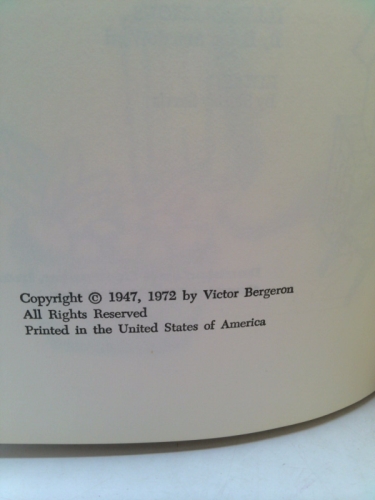 Copyright © 1947, 1972 by Victor Bergeron
All Rights Reserved
Printed in the United States of America